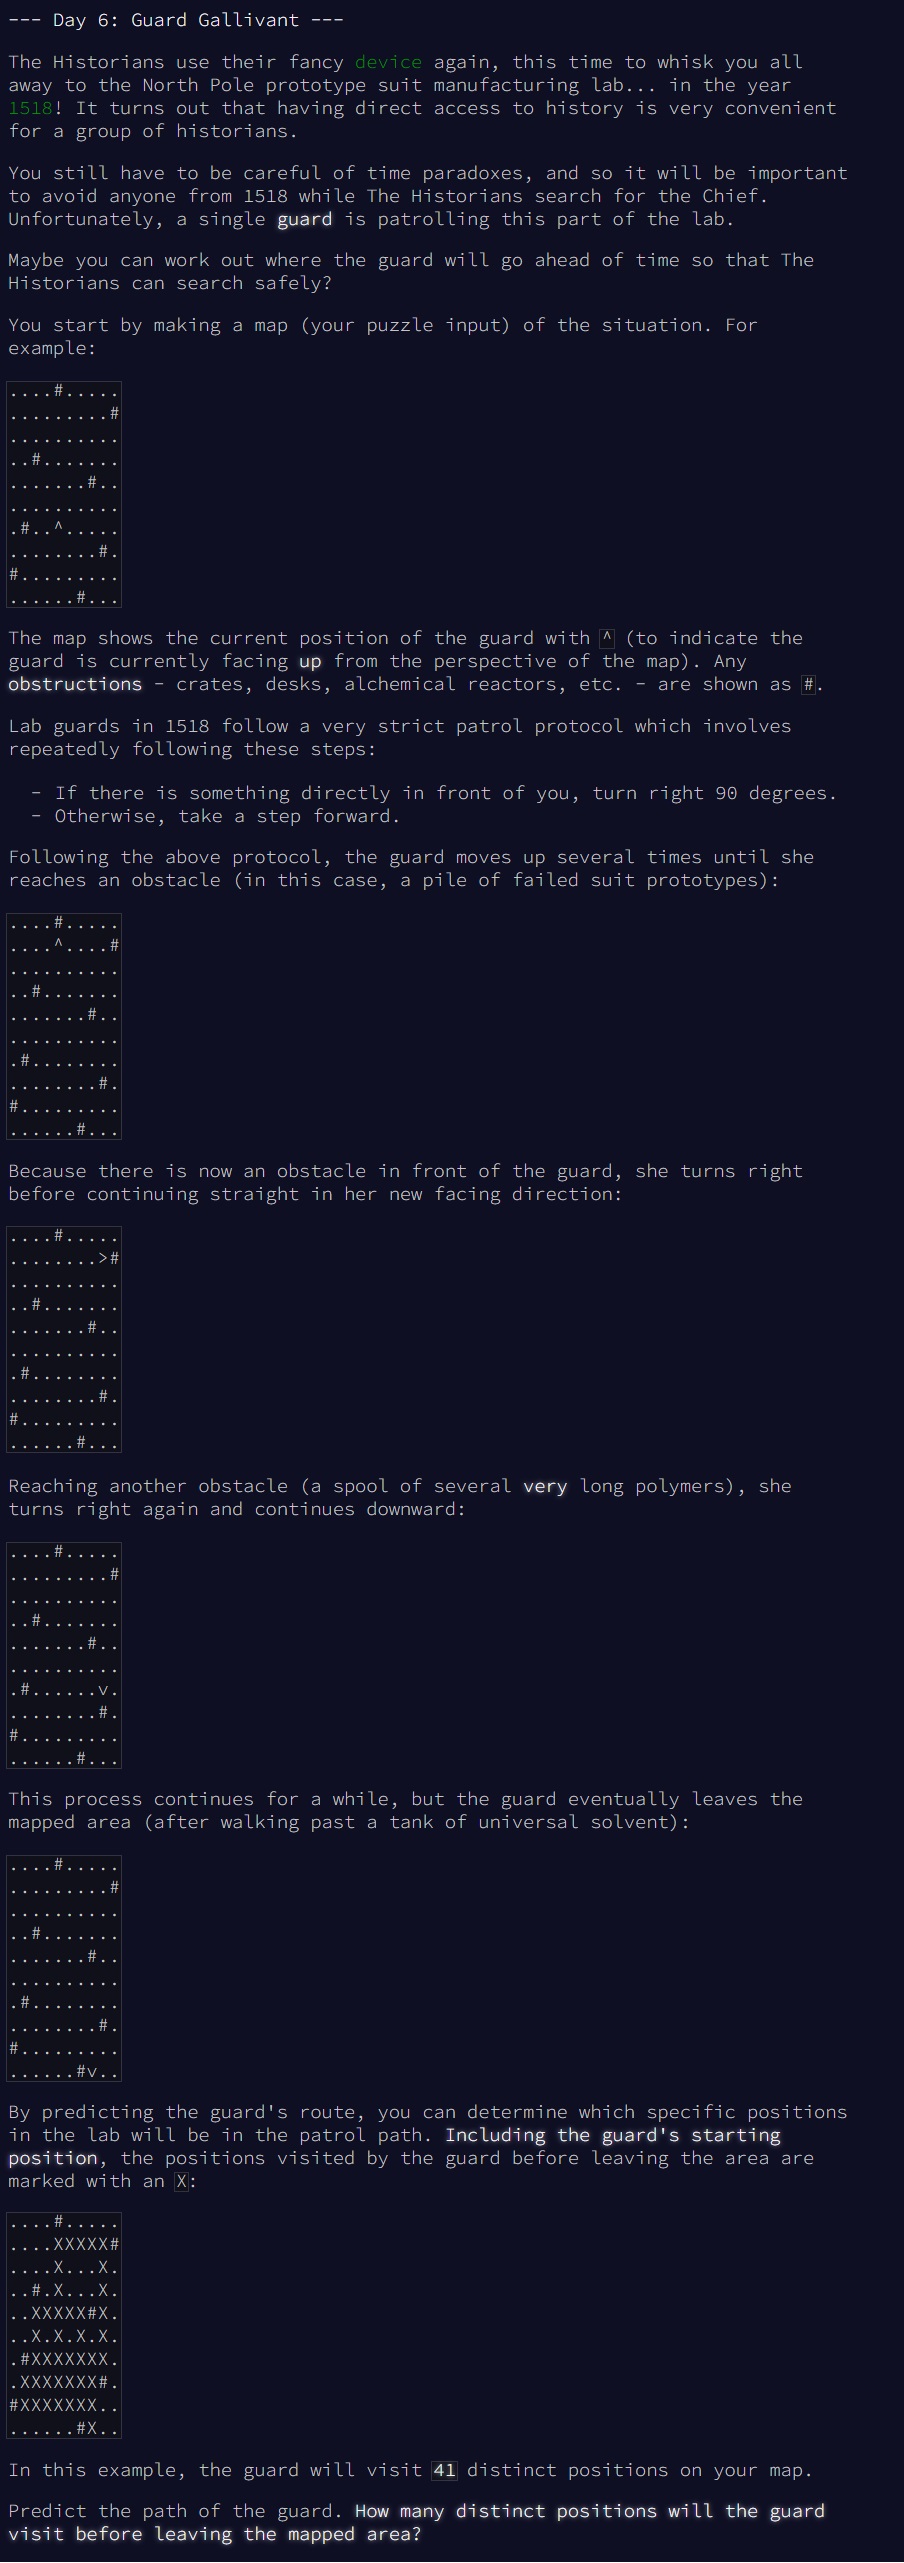 --- Day 6: Guard Gallivant ---
The Historians use their fancy device again, this time to whisk you all
away to the North Pole prototype suit manufacturing lab... in the year
1518! It turns out that having direct access to history is very convenient
for a group of historians.
You still have to be careful of time paradoxes, and so it will be important
to avoid anyone from 1518 while The Historians search for the Chief.
Unfortunately, a single guard is patrolling this part of the lab.
Maybe you can work out where the guard will go ahead of time so that The
Historians can search safely?
You start by making a map (your puzzle input) of the situation. For
example:
....#.....
.........#
..........
..#.......
.......#..
..........
.#..^.....
........#.
#.........
......#...
The map shows the current position of the guard with ^ (to indicate the
guard is currently facing up from the perspective of the map). Any
obstructions - crates, desks, alchemical reactors, etc. - are shown as #.
Lab guards in 1518 follow a very strict patrol protocol which involves
repeatedly following these steps:
- If there is something directly in front of you, turn right 90 degrees.
- Otherwise, take a step forward.
Following the above protocol, the guard moves up several times until she
reaches an obstacle (in this case, a pile of failed suit prototypes):
....#.....
....^....#
..........
..#.......
.......#..
..........
.#........
........#.
#.........
......#...
Because there is now an obstacle in front of the guard, she turns right
before continuing straight in her new facing direction:
....#.....
........>#
..........
..#.......
.......#..
..........
.#........
........#.
#.........
......#...
Reaching another obstacle (a spool of several very long polymers), she
turns right again and continues downward:
....#.....
.........#
..........
..#.......
.......#..
..........
.#......v.
........#.
#.........
......#...
This process continues for a while, but the guard eventually leaves the
mapped area (after walking past a tank of universal solvent):
....#.....
.........#
..........
..#.......
.......#..
..........
.#........
........#.
#.........
......#v..
By predicting the guard's route, you can determine which specific positions
in the lab will be in the patrol path. Including the guard's starting
position, the positions visited by the guard before leaving the area are
marked with an X:
....#.....
....XXXXX#
....X...X.
..#.X...X.
..XXXXX#X.
..X.X.X.X.
.#XXXXXXX.
.XXXXXXX#.
#XXXXXXX..
......#X..
In this example, the guard will visit 41 distinct positions on your map.
Predict the path of the guard. How many distinct positions will the guard
visit before leaving the mapped area?